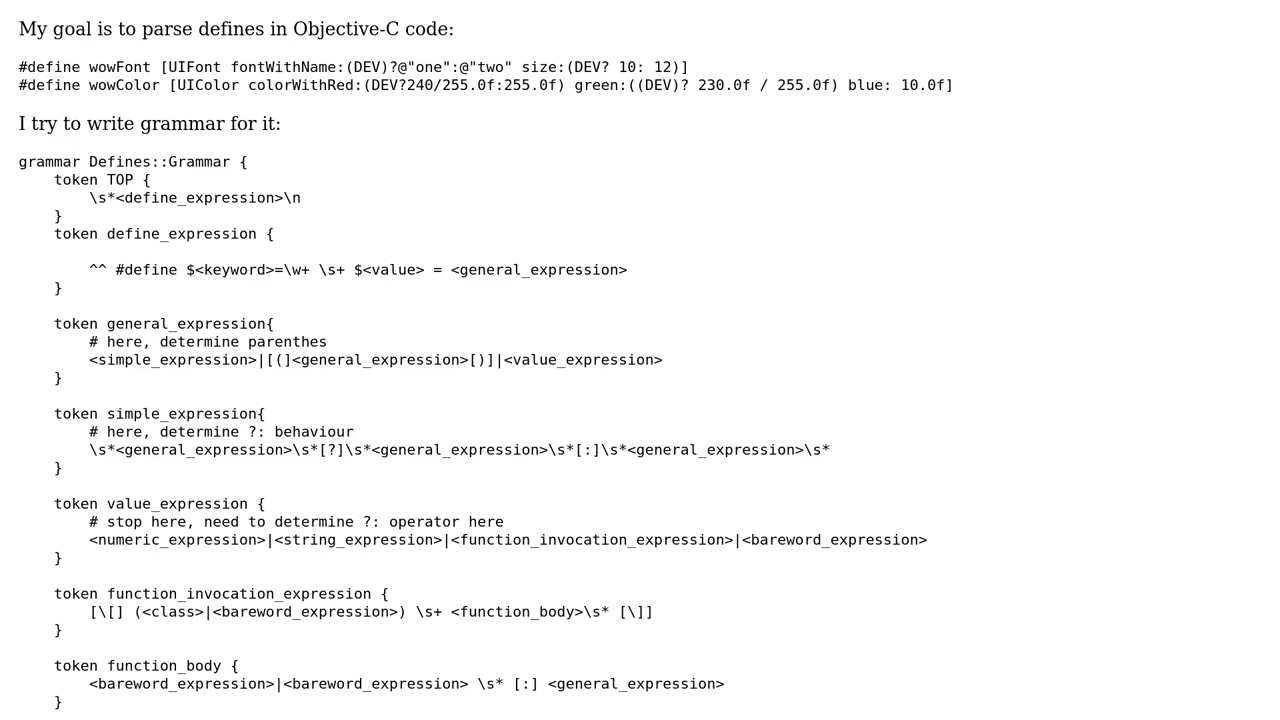 My goal is to parse defines in Objective-C code:
#define wowFont [UIFont fontWithName:(DEV)?@"one":@"two" size:(DEV? 10: 12)]
#define wowColor [UIColor colorWithRed:(DEV?240/255.0f:255.0f) green:((DEV)? 230.0f / 255.0f) blue: 10.0f]
I try to write grammar for it:
grammar Defines::Grammar {
    token TOP {
        \s*<define_expression>\n
    }
    token define_expression {
        ^^ #define $<keyword>=\w+ \s+ $<value> = <general_expression>
    }
    token general_expression{
        # here, determine parenthes
        <simple_expression>|[(]<general_expression>[)]|<value_expression>
    }
    token simple_expression{
        # here, determine ?: behaviour
        \s*<general_expression>\s*[?]\s*<general_expression>\s*[:]\s*<general_expression>\s*
    }
    token value_expression {
        # stop here, need to determine ?: operator here
        <numeric_expression>|<string_expression>|<function_invocation_expression>|<bareword_expression>
    }
    token function_invocation_expression {
        [\[] (<class>|<bareword_expression>) \s+ <function_body>\s* [\]]
    }
    token function_body {
        <bareword_expression>|<bareword_expression> \s* [:] <general_expression>
    }